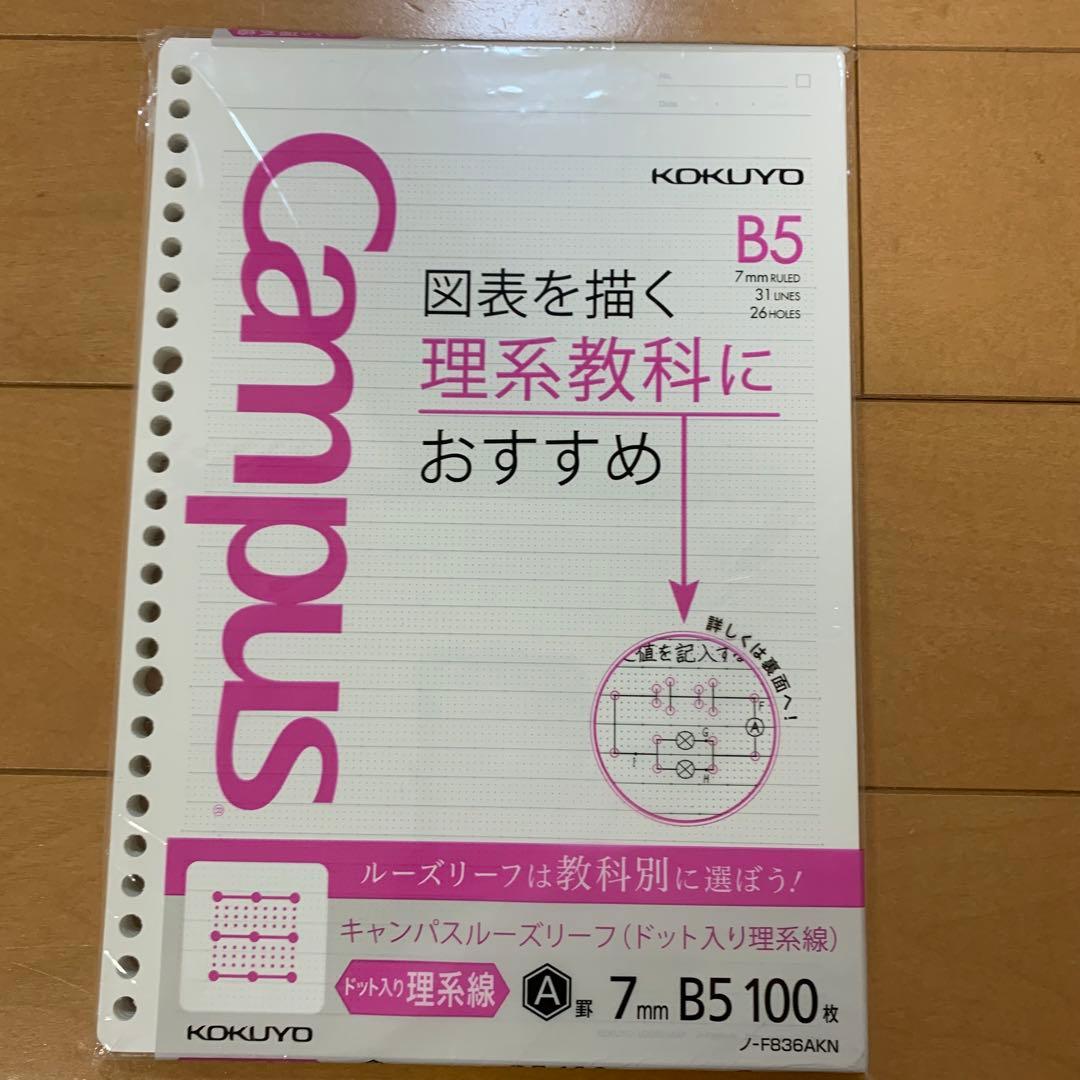 No.
Date
KOKUYO
B5
7mm RULED
31 LINES
26 HOLES
Campus
®
図表を描く
理系教科に
おすすめ
詳しくは裏面へ!
値を記入す
F
A
G
I
H
ルーズリーフは教科別に選ぼう!
キャンパスルーズリーフ(ドット入り理系線)
ドット入り理系線
A罫 7mm B5 100枚
KOKUYO
ノ-F836AKN